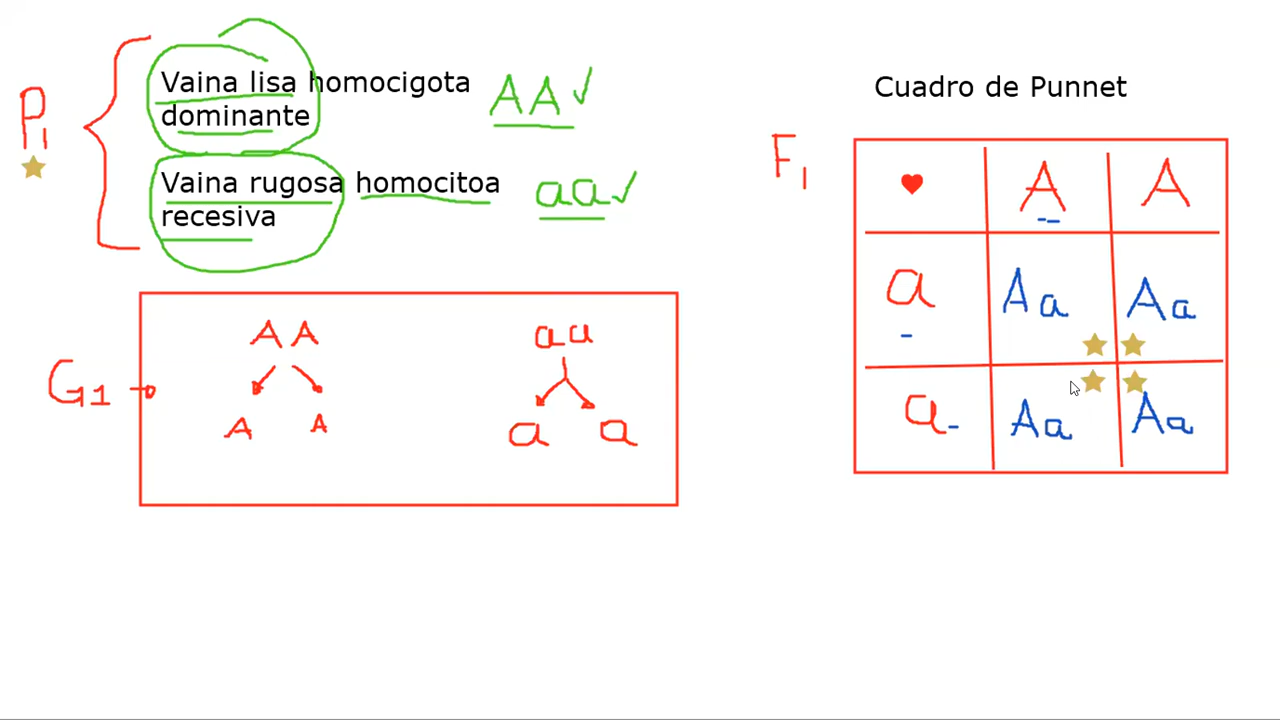 P1
Vaina lisa homocigota
dominante
AA
Vaina rugosa homocitoa
recesiva
aa
G1
AA
aa
A A
a a
Cuadro de Punnet
F1
A A
a Aa Aa
a Aa Aa